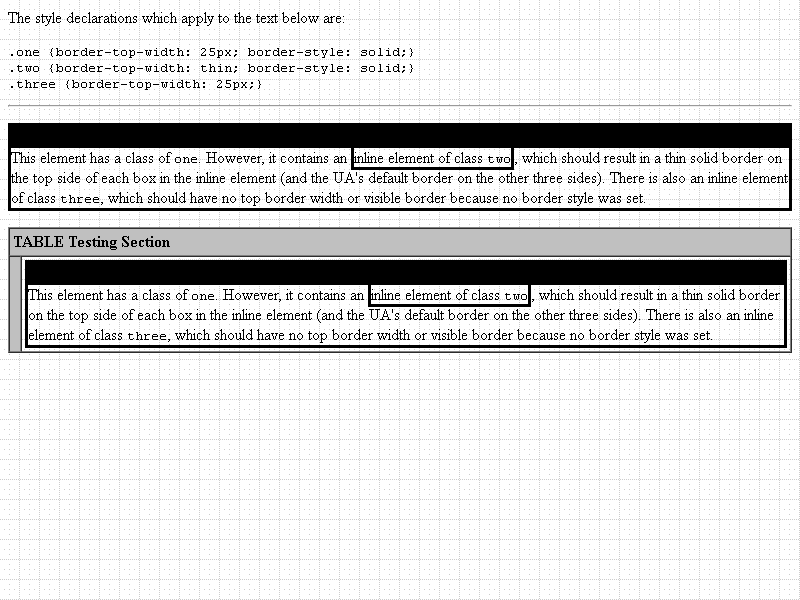 The style declarations which apply to the text below are:
.one {border-top-width: 25px; border-style: solid;}
.two {border-top-width: thin; border-style: solid;}
.three {border-top-width: 25px;}
This element has a class of one. However, it contains an inline element of class two, which should result in a thin solid border on
the top side of each box in the inline element (and the UA's default border on the other three sides). There is also an inline element
of class three, which should have no top border width or visible border because no border style was set.
TABLE Testing Section
This element has a class of one. However, it contains an inline element of class two, which should result in a thin solid border
on the top side of each box in the inline element (and the UA's default border on the other three sides). There is also an inline
element of class three, which should have no top border width or visible border because no border style was set.